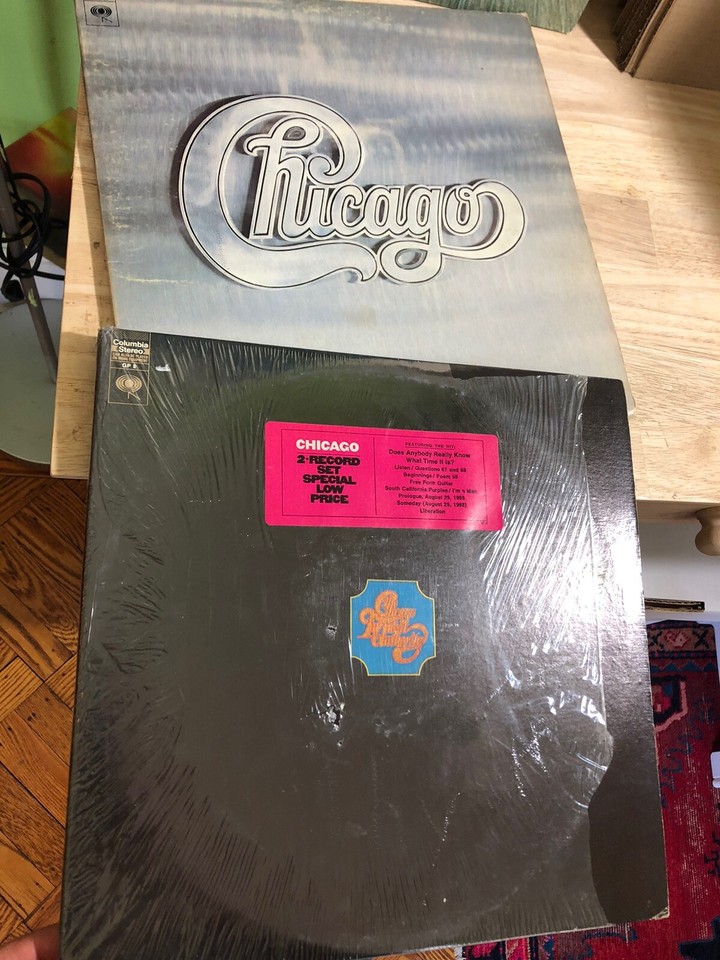 Chicago
Columbia
Stereo
GP 8
CHICAGO
2-RECORD
SET
SPECIAL
LOW
PRICE
FEATURING THE HIT:
Does Anybody Really Know
What Time It Is?
Listen/Questions 67 and 68
Beginnings/Poem 58
Free Form Guitar
South California Purples/I'm a Man
Prologue, August 29, 1968
Someday (August 29, 1968)
Liberation
Chicago
Transit
Authority